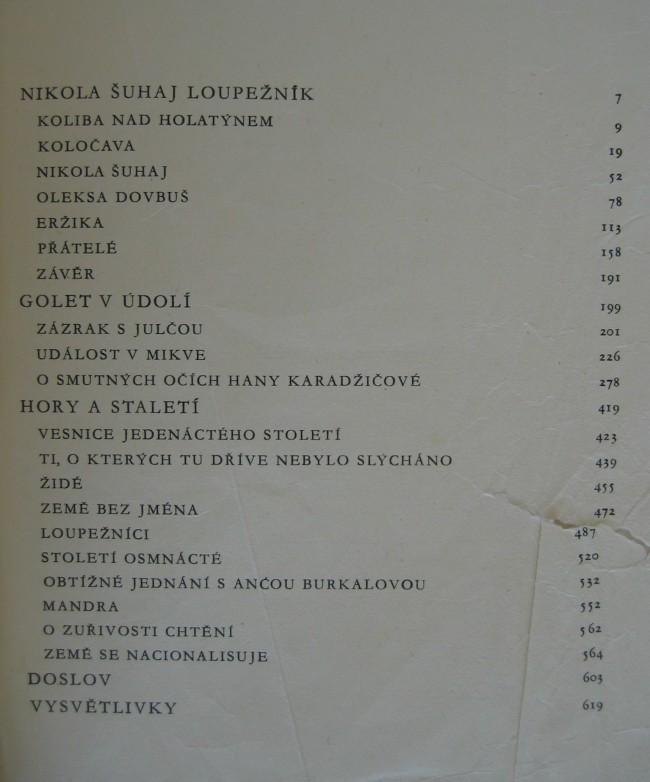 NIKOLA ŠUHAJ LOUPEŽNÍK 7
KOLIBA NAD HOLATÝNEM 9
KOLOČAVA 19
NIKOLA ŠUHAJ 52
OLEKSA DOVBUŠ 78
ERŽIKA 113
PŘÁTELÉ 158
ZÁVĚR 191
GOLET V ÚDOLÍ 199
ZÁZRAK S JULČOU 201
UDÁLOST V MIKVE 226
O SMUTNÝCH OČÍCH HANY KARADŽIČOVÉ 278
HORY A STALETÍ 419
VESNICE JEDENÁCTÉHO STOLETÍ 423
TI, O KTERÝCH TU DŘÍVE NEBYLO SLÝCHÁNO 439
ŽIDÉ 455
ZEMĚ BEZ JMÉNA 472
LOUPEŽNÍCI 487
STOLETÍ OSMNÁCTÉ 520
OBTÍŽNÉ JEDNÁNÍ S ANČOU BURKALOVOU 532
MANDRA 552
O ZUŘIVOSTI CHTĚNÍ 562
ZEMĚ SE NACIONALISUJE 564
DOSLOV 603
VYSVĚTLIVKY 619